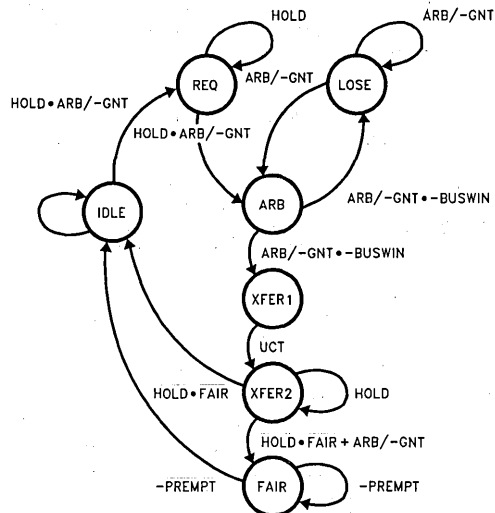 HOLD
ARB/-GNT
REQ
ARB/-GNT
LOSE
HOLD•ARB/-GNT
HOLD•ARB/-GNT
IDLE
ARB
ARB/-GNT•-BUSWIN
ARB/-GNT•-BUSWIN
XFER1
UCT
HOLD•FAIR
XFER2
HOLD
HOLD•FAIR+ARB/-GNT
-PREMPT
FAIR
-PREMPT